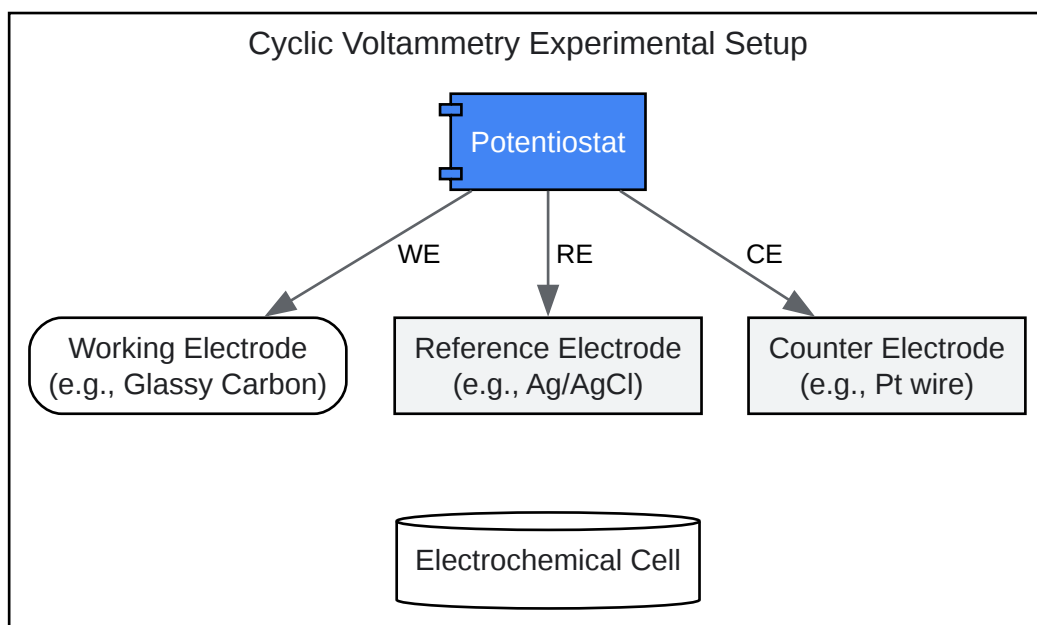 Cyclic Voltammetry Experimental Setup
Potentiostat
WE
RE
CE
Working Electrode
(e.g., Glassy Carbon)
Reference Electrode
(e.g., Ag/AgCl)
Counter Electrode
(e.g., Pt wire)
Electrochemical Cell